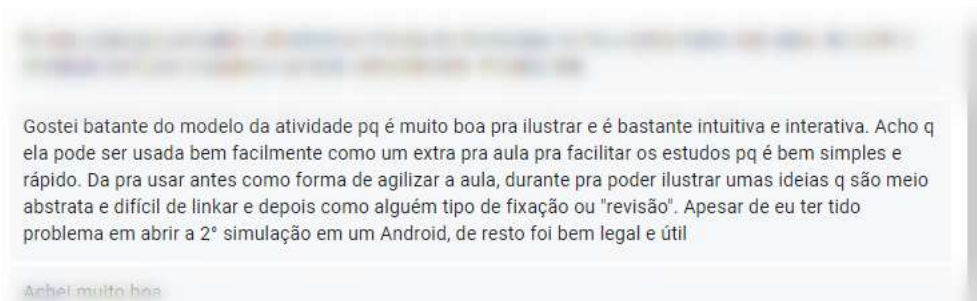 Gostei batante do modelo da atividade pq é muito boa pra ilustrar e é bastante intuitiva e interativa. Acho q
ela pode ser usada bem facilmente como um extra pra aula pra facilitar os estudos pq é bem simples e
rápido. Da pra usar antes como forma de agilizar a aula, durante pra poder ilustrar umas ideias q são meio
abstrata e difícil de linkar e depois como alguém tipo de fixação ou "revisão". Apesar de eu ter tido
problema em abrir a 2° simulação em um Android, de resto foi bem legal e útil
Achei muito boa